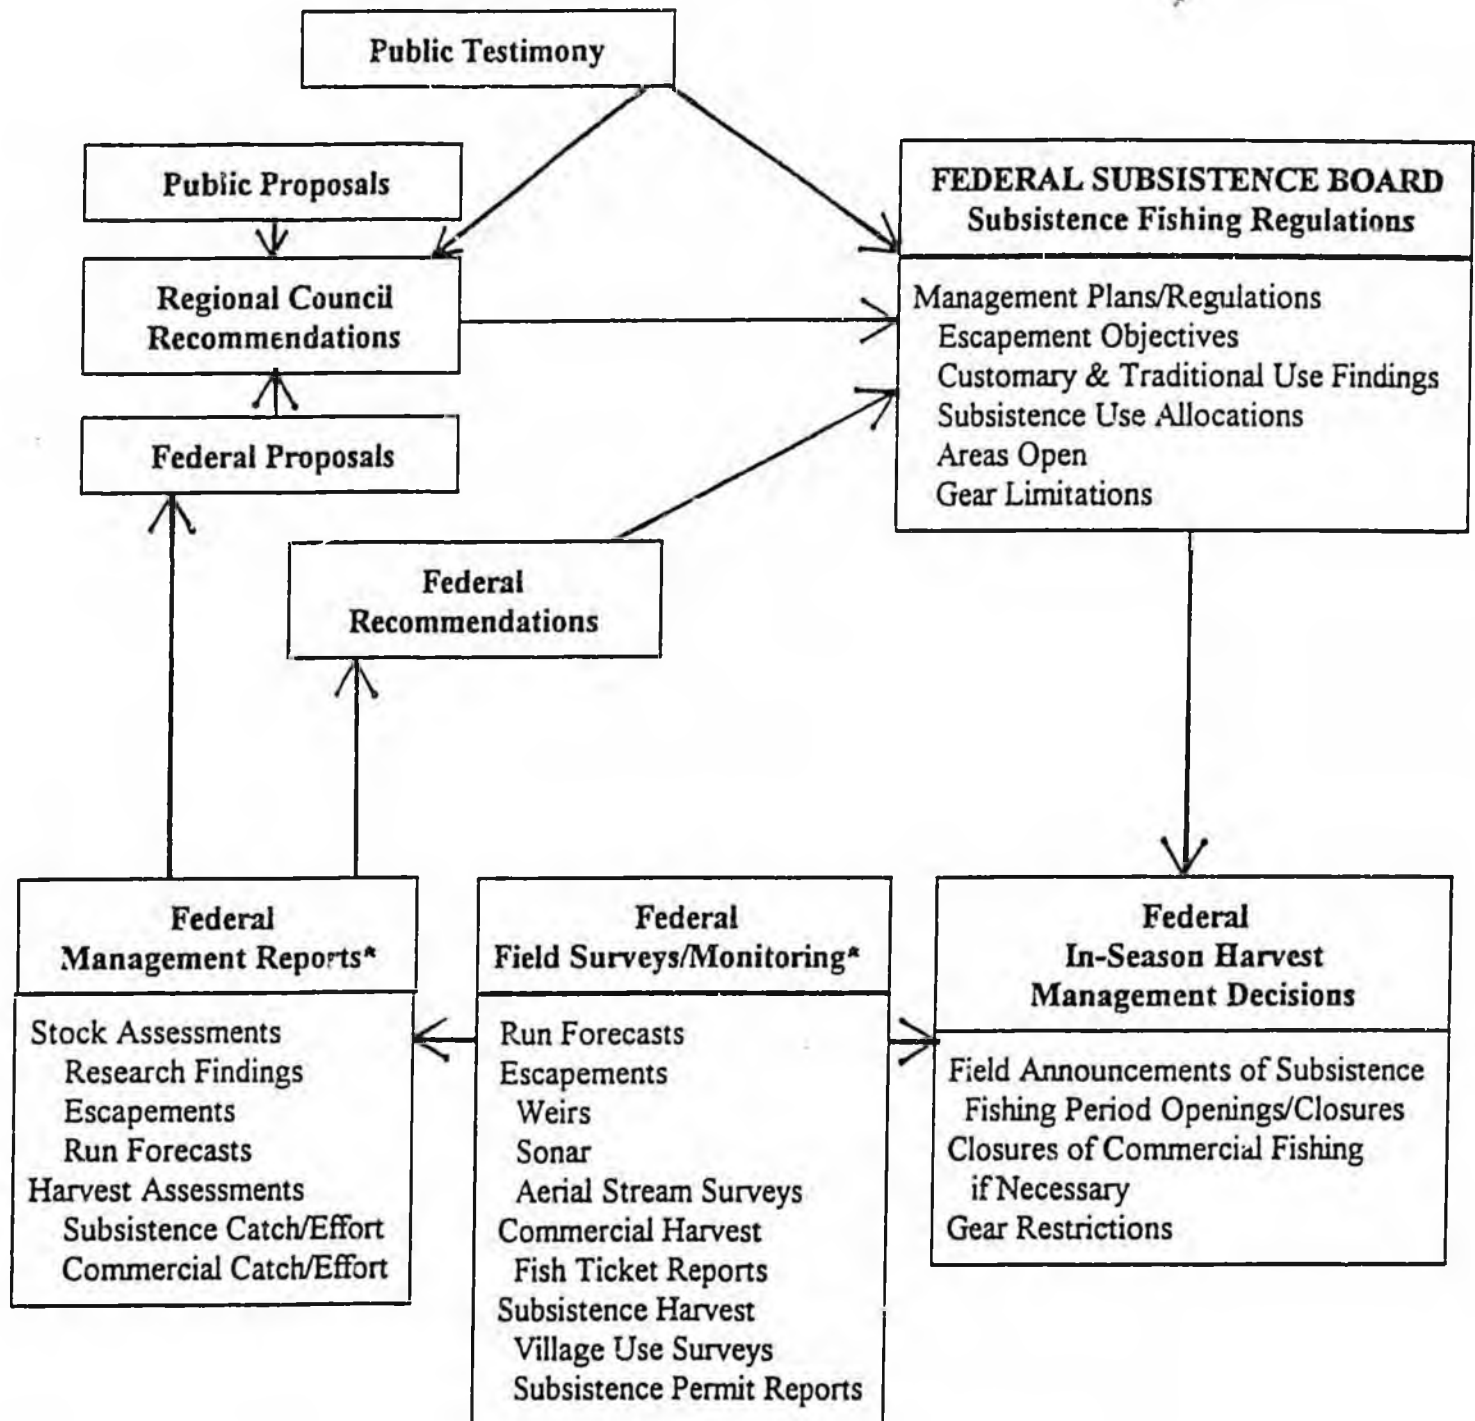 Public Testimony
Public Proposals
Regional Council
Recommendations
Federal Proposals
FEDERAL SUBSISTENCE BOARD
Subsistence Fishing Regulations
Management Plans/Regulations
Escapement Objectives
Customary & Traditional Use Findings
Subsistence Use Allocations
Areas Open
Gear Limitations
Federal
Recommendations
Federal
Management Reports*
Stock Assessments
Research Findings
Escapements
Run Forecasts
Harvest Assessments
Subsistence Catch/Effort
Commercial Catch/Effort
Federal
Field Surveys/Monitoring*
Run Forecasts
Escapements
Weirs
Sonar
Aerial Stream Surveys
Commercial Harvest
Fish Ticket Reports
Subsistence Harvest
Village Use Surveys
Subsistence Permit Reports
Federal
In-Season Harvest
Management Decisions
Field Announcements of Subsistence
Fishing Period Openings/Closures
Closures of Commercial Fishing
if Necessary
Gear Restrictions